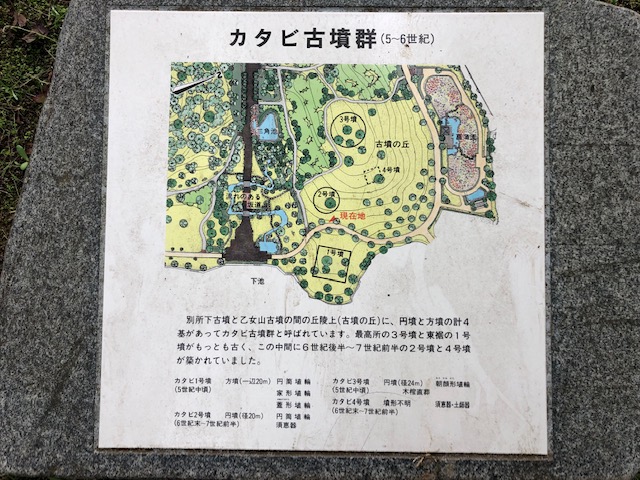 カタビ古墳群(5~6世紀)
三角池
3号墳
古墳の丘
4号墳
2号墳
現在地
1号墳
下池
別所下古墳と乙女山古墳の間の丘陵上(古墳の丘)に、円墳と方墳の計4
基があってカタビ古墳群と呼ばれています。最高所の3号墳と東裾の1号
墳がもっとも古く、この中間に6世紀後半~7世紀前半の2号墳と4号墳
が築かれていました。
カタビ1号墳 方墳(一辺20m) 円筒埴輪
(5世紀中頃) 家形埴輪
蓋形埴輪
カタビ2号墳 円墳(径20m) 円筒埴輪
(6世紀末~7世紀前半) 須恵器
カタビ3号墳 円墳(径24m) 朝顔形埴輪
(5世紀中頃) 木棺直葬
カタビ4号墳 墳形不明 須恵器・土師器
(6世紀末~7世紀前半)